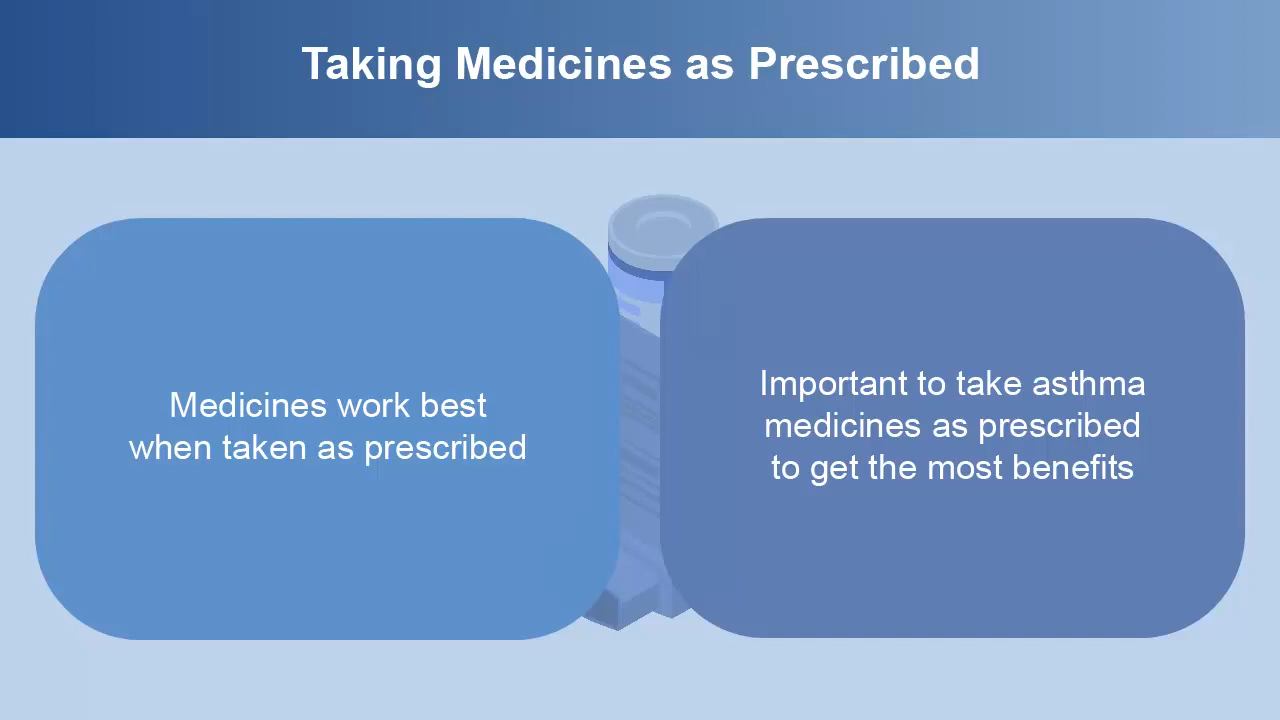 Taking Medicines as Prescribed
Medicines work best
when taken as prescribed
Important to take asthma
medicines as prescribed
to get the most benefits